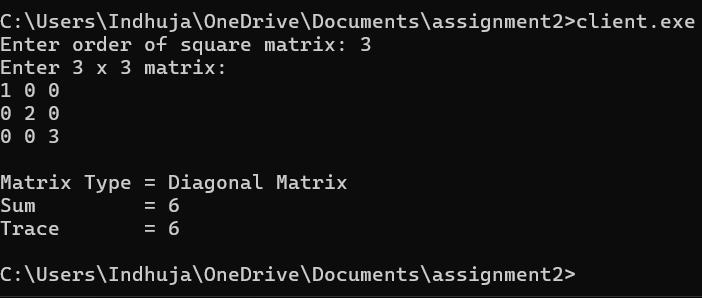 C:\Users\Indhuja\OneDrive\Documents\assignment2>client.exe
Enter order of square matrix: 3
Enter 3 x 3 matrix:
1 0 0
0 2 0
0 0 3
Matrix Type = Diagonal Matrix
Sum         = 6
Trace       = 6
C:\Users\Indhuja\OneDrive\Documents\assignment2>